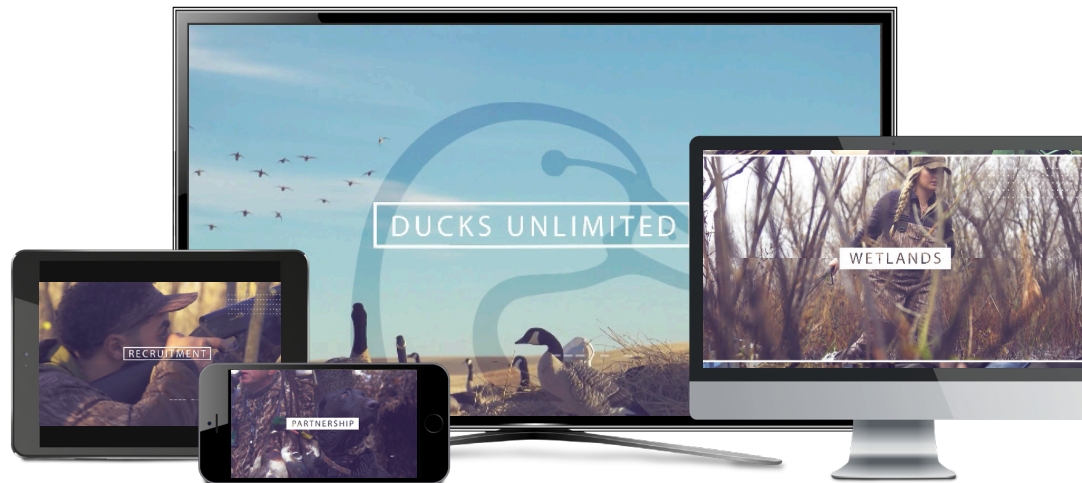 DUCKS UNLIMITED
WETLANDS
RECRUITMENT
PARTNERSHIP